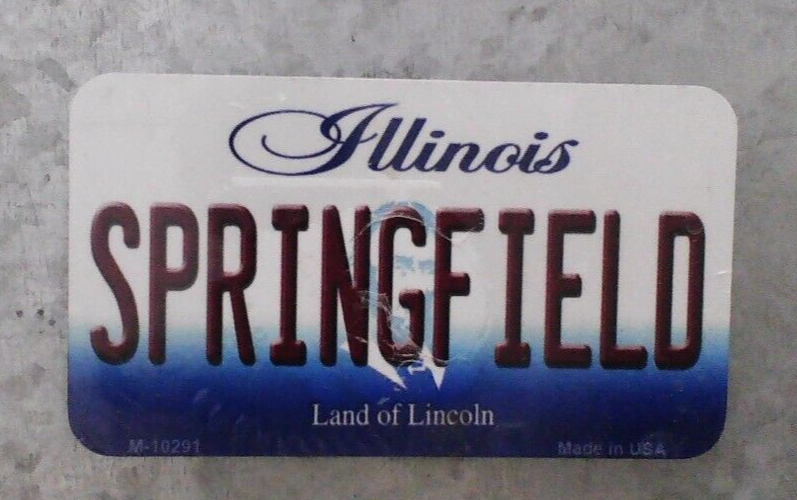 Illinois
SPRINGFIELD
Land of Lincoln
M-10291 Made in USA